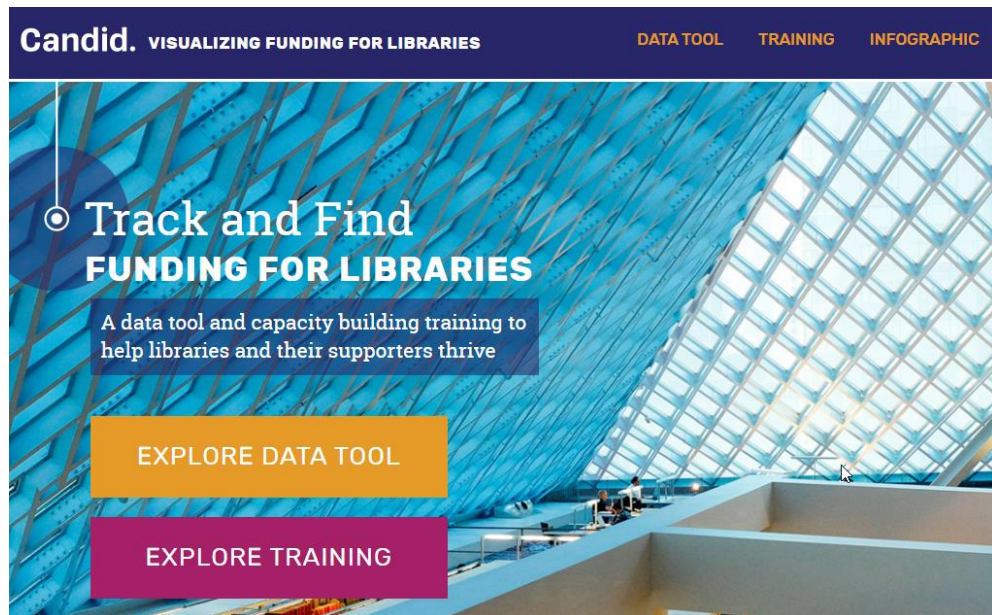 Candid. VISUALIZING FUNDING FOR LIBRARIES
DATA TOOL TRAINING INFOGRAPHIC
Track and Find
FUNDING FOR LIBRARIES
A data tool and capacity building training to
help libraries and their supporters thrive
EXPLORE DATA TOOL
EXPLORE TRAINING